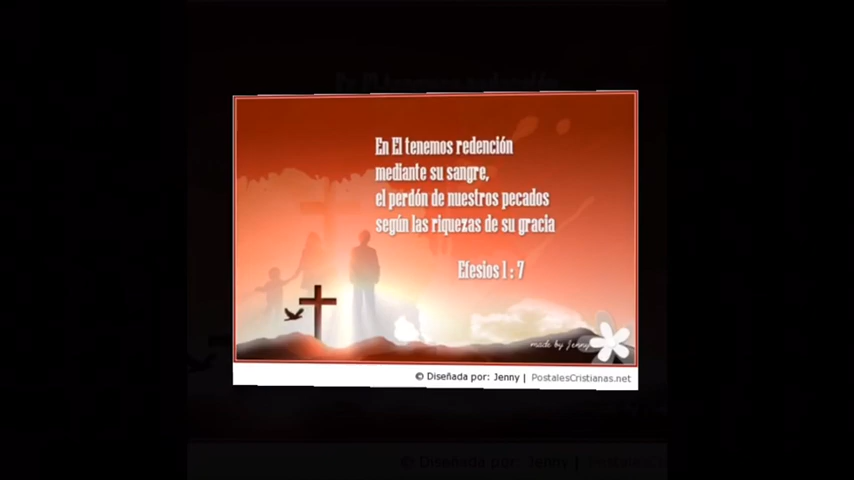 En El tenemos redención
mediante su sangre,
el perdón de nuestros pecados
según las riquezas de su gracia
Efesios 1 : 7
made by Jenny
© Diseñada por: Jenny | PostalesCristianas.net